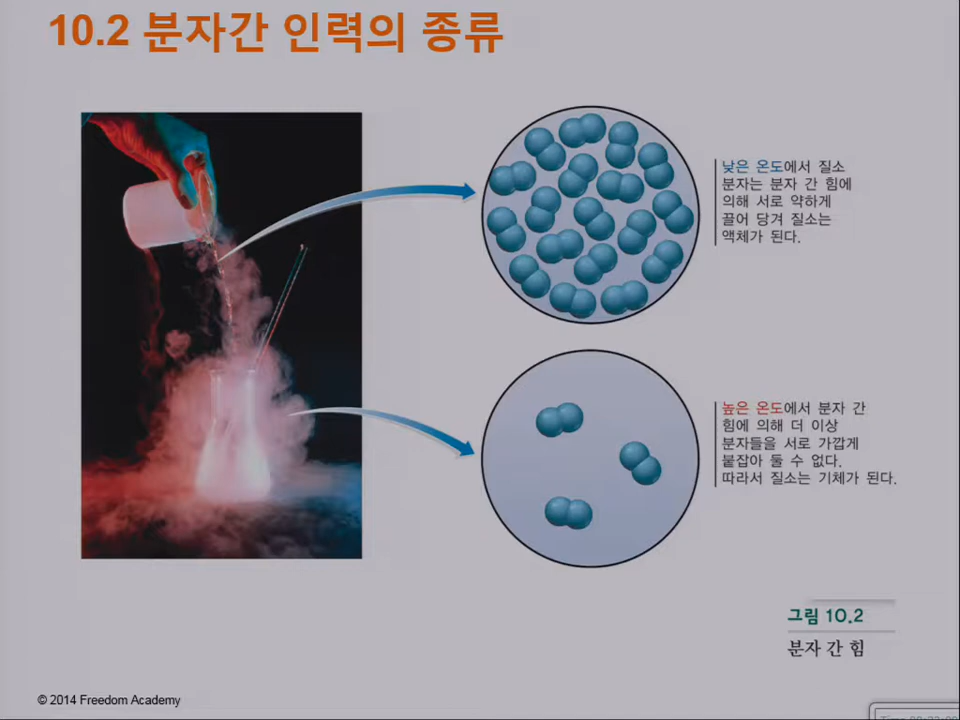 10.2 분자간 인력의 종류
낮은 온도에서 질소
분자는 분자 간 힘에
의해 서로 약하게
끌어 당겨 질소는
액체가 된다.
높은 온도에서 분자 간
힘에 의해 더 이상
분자들을 서로 가깝게
붙잡아 둘 수 없다.
따라서 질소는 기체가 된다.
그림 10.2
분자 간 힘
© 2014 Freedom Academy